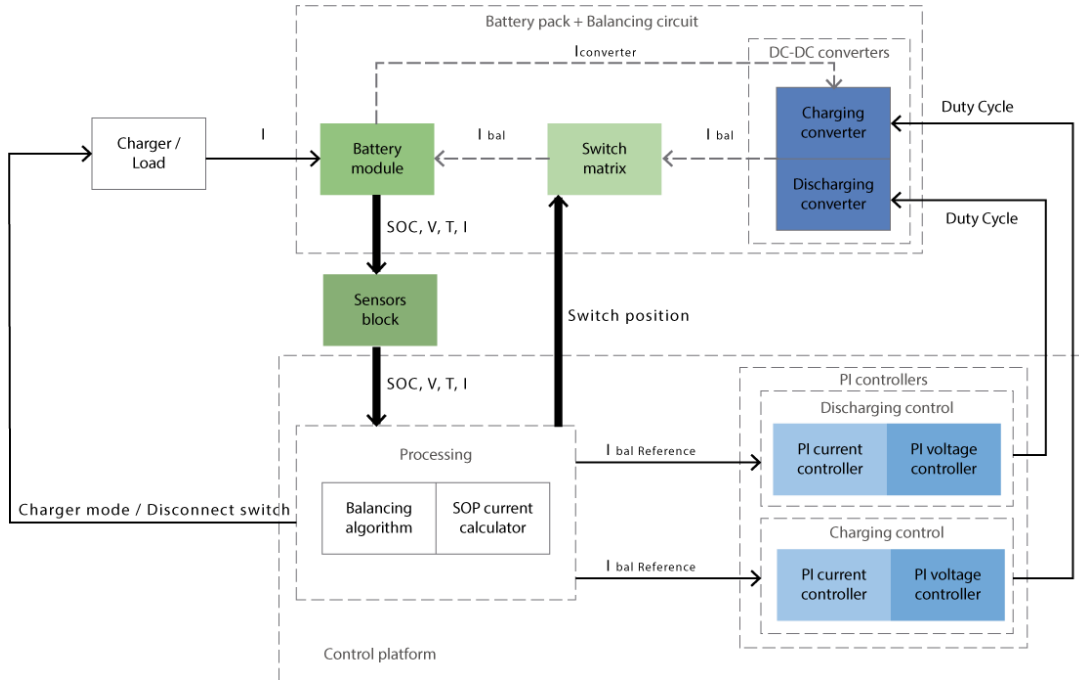 Battery pack + Balancing circuit
I converter
DC-DC converters
Charger /
Load
I
Battery
module
I bal
Switch
matrix
I bal
Charging
converter
Discharging
converter
Duty Cycle
Duty Cycle
SOC, V, T, I
Sensors
block
Switch position
SOC, V, T, I
PI controllers
Discharging control
PI current
controller
PI voltage
controller
Processing
I bal Reference
Balancing
algorithm
SOP current
calculator
Charger mode / Disconnect switch
Charging control
I bal Reference
PI current
controller
PI voltage
controller
Control platform